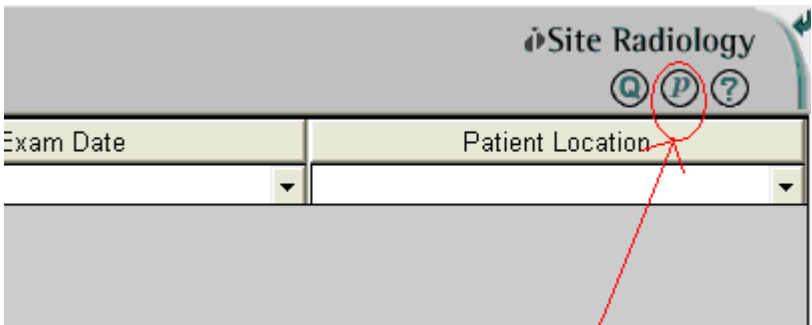 iSite Radiology
Q p ?
Exam Date
Patient Location